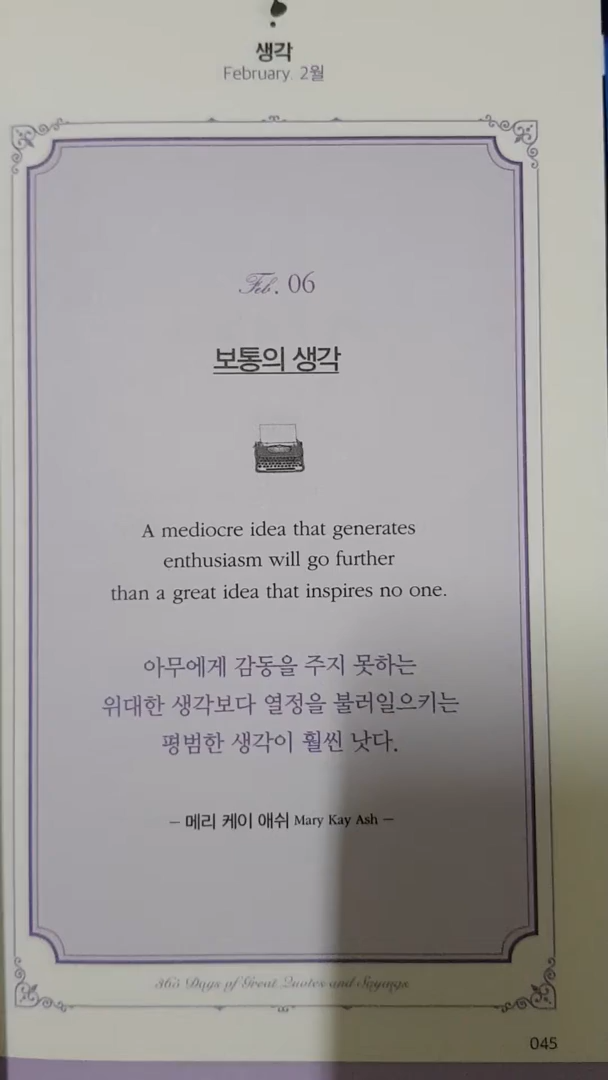 생각
February. 2월
Feb. 06
보통의 생각
A mediocre idea that generates
enthusiasm will go further
than a great idea that inspires no one.
아무에게 감동을 주지 못하는
위대한 생각보다 열정을 불러일으키는
평범한 생각이 훨씬 낫다.
– 메리 케이 애쉬 Mary Kay Ash –
365 Days of Great Quotes and Sayings
045